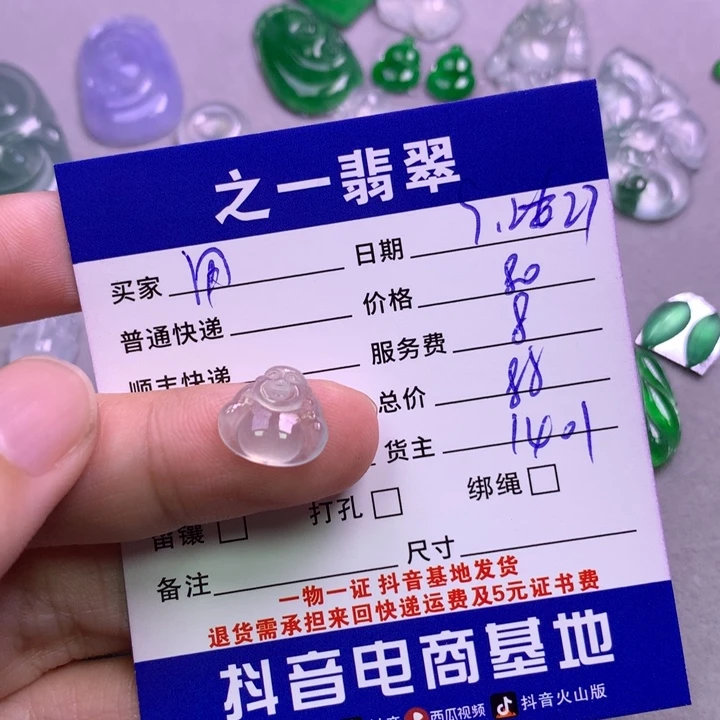 之一翡翠
买家 日期
普通快递 价格 80
顺丰快递 服务费 8
总价 88
货主 1401
留镶 打孔 绑绳
备注 尺寸
一物一证 抖音基地发货
退货需承担来回快递运费及5元证书费
抖音电商基地
西瓜视频 抖音火山版